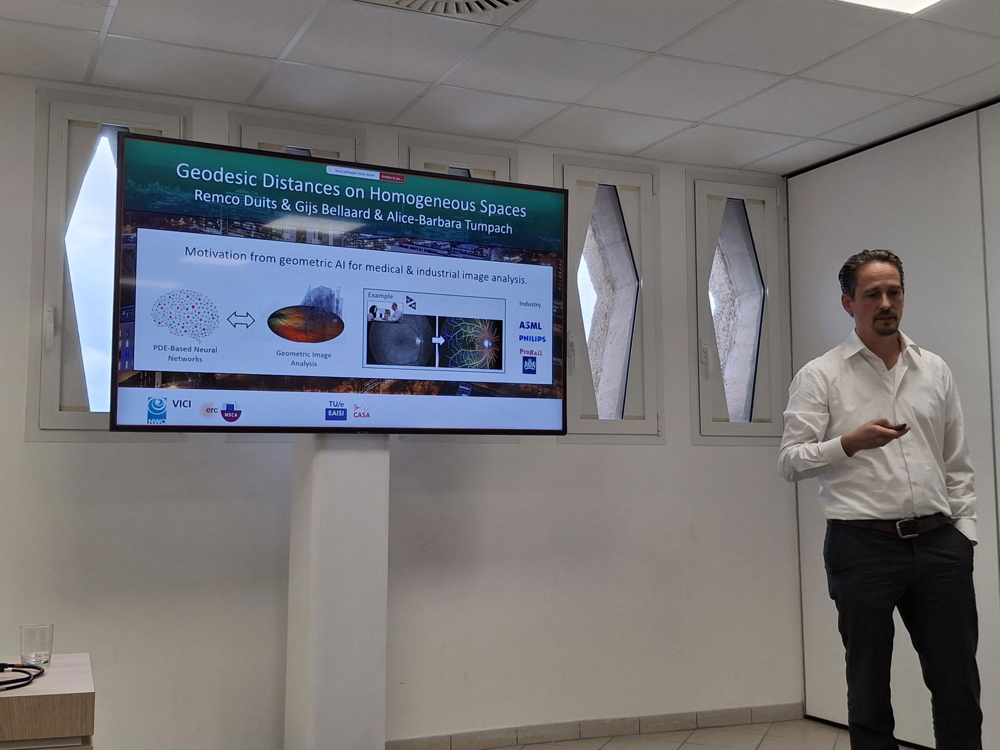 Vous partagez votre écran
Arrêter le pa...
Geodesic Distances on Homogeneous Spaces
Remco Duits & Gijs Bellaard & Alice-Barbara Tumpach
Motivation from geometric AI for medical & industrial image analysis.
PDE-Based Neural
Networks
Geometric Image
Analysis
Example
U
M
Industry
ASML
PHILIPS
ProRail
NWO
VICI
erc
MSCA
TU/e
EAISI
CASA